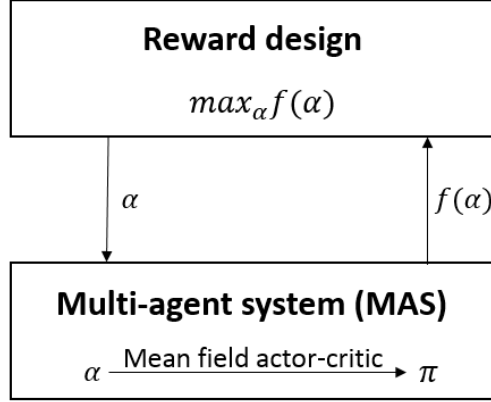 Reward design
max_α f(α)
α
f(α)
Multi-agent system (MAS)
Mean field actor-critic
α → π